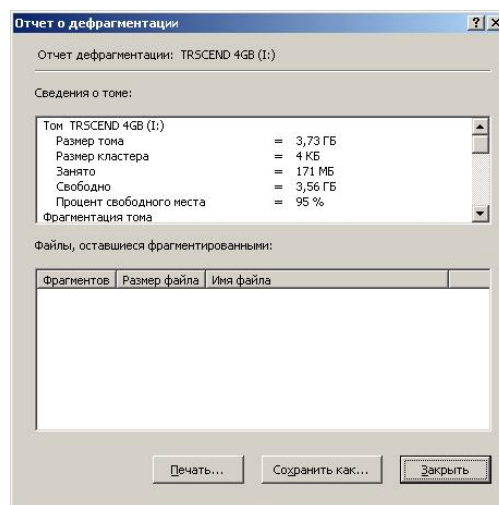 Отчет о дефрагментации
Отчет дефрагментации: TRSCEND 4GB (I:)
Сведения о томе:
Том TRSCEND 4GB (I:)
Размер тома = 3,73 ГБ
Размер кластера = 4 КБ
Занято = 171 МБ
Свободно = 3,56 ГБ
Процент свободного места = 95 %
Фрагментация тома
Файлы, оставшиеся фрагментированными:
Фрагментов Размер файла Имя файла
Печать... Сохранить как... Закрыть